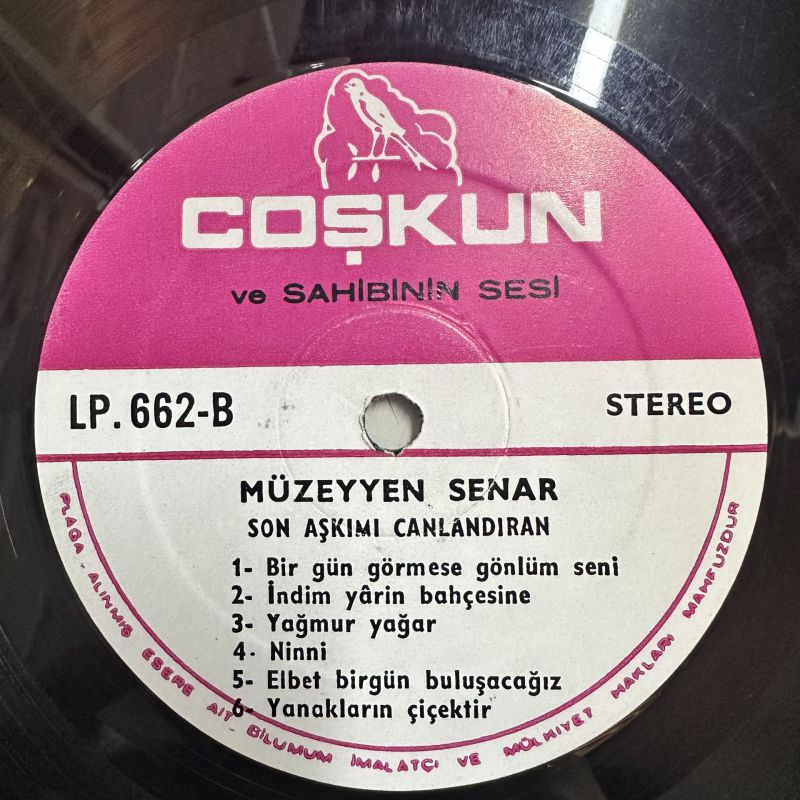 COŞKUN
ve SAHİBİNİN SESİ
LP. 662-B
STEREO
MÜZEYYEN SENAR
SON AŞKIMI CANLANDIRAN
1- Bir gün görmese gönlüm seni
2- İndim yârin bahçesine
3- Yağmur yağar
4- Ninni
5- Elbet birgün buluşacağız
6- Yanakların çiçektir
PLAĞA - ALINMIŞ ESERE AİT BİLUMUM İMALATÇI VE MÜLKİYET HAKLARI MAHFUZDUR